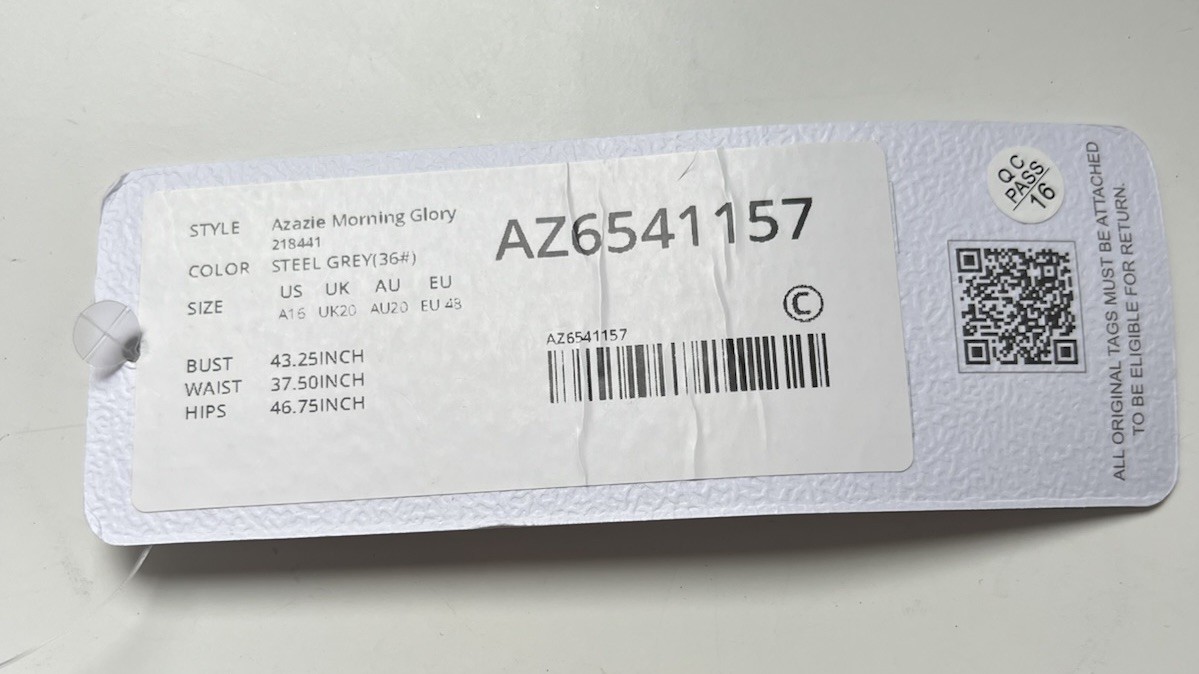 STYLE Azazie Morning Glory
218441
COLOR STEEL GREY(36#)
SIZE US UK AU EU
A16 UK20 AU20 EU 48
BUST 43.25INCH
WAIST 37.50INCH
HIPS 46.75INCH
AZ6541157
C
AZ6541157
QC
PASS
16
ALL ORIGINAL TAGS MUST BE ATTACHED
TO BE ELIGIBLE FOR RETURN.